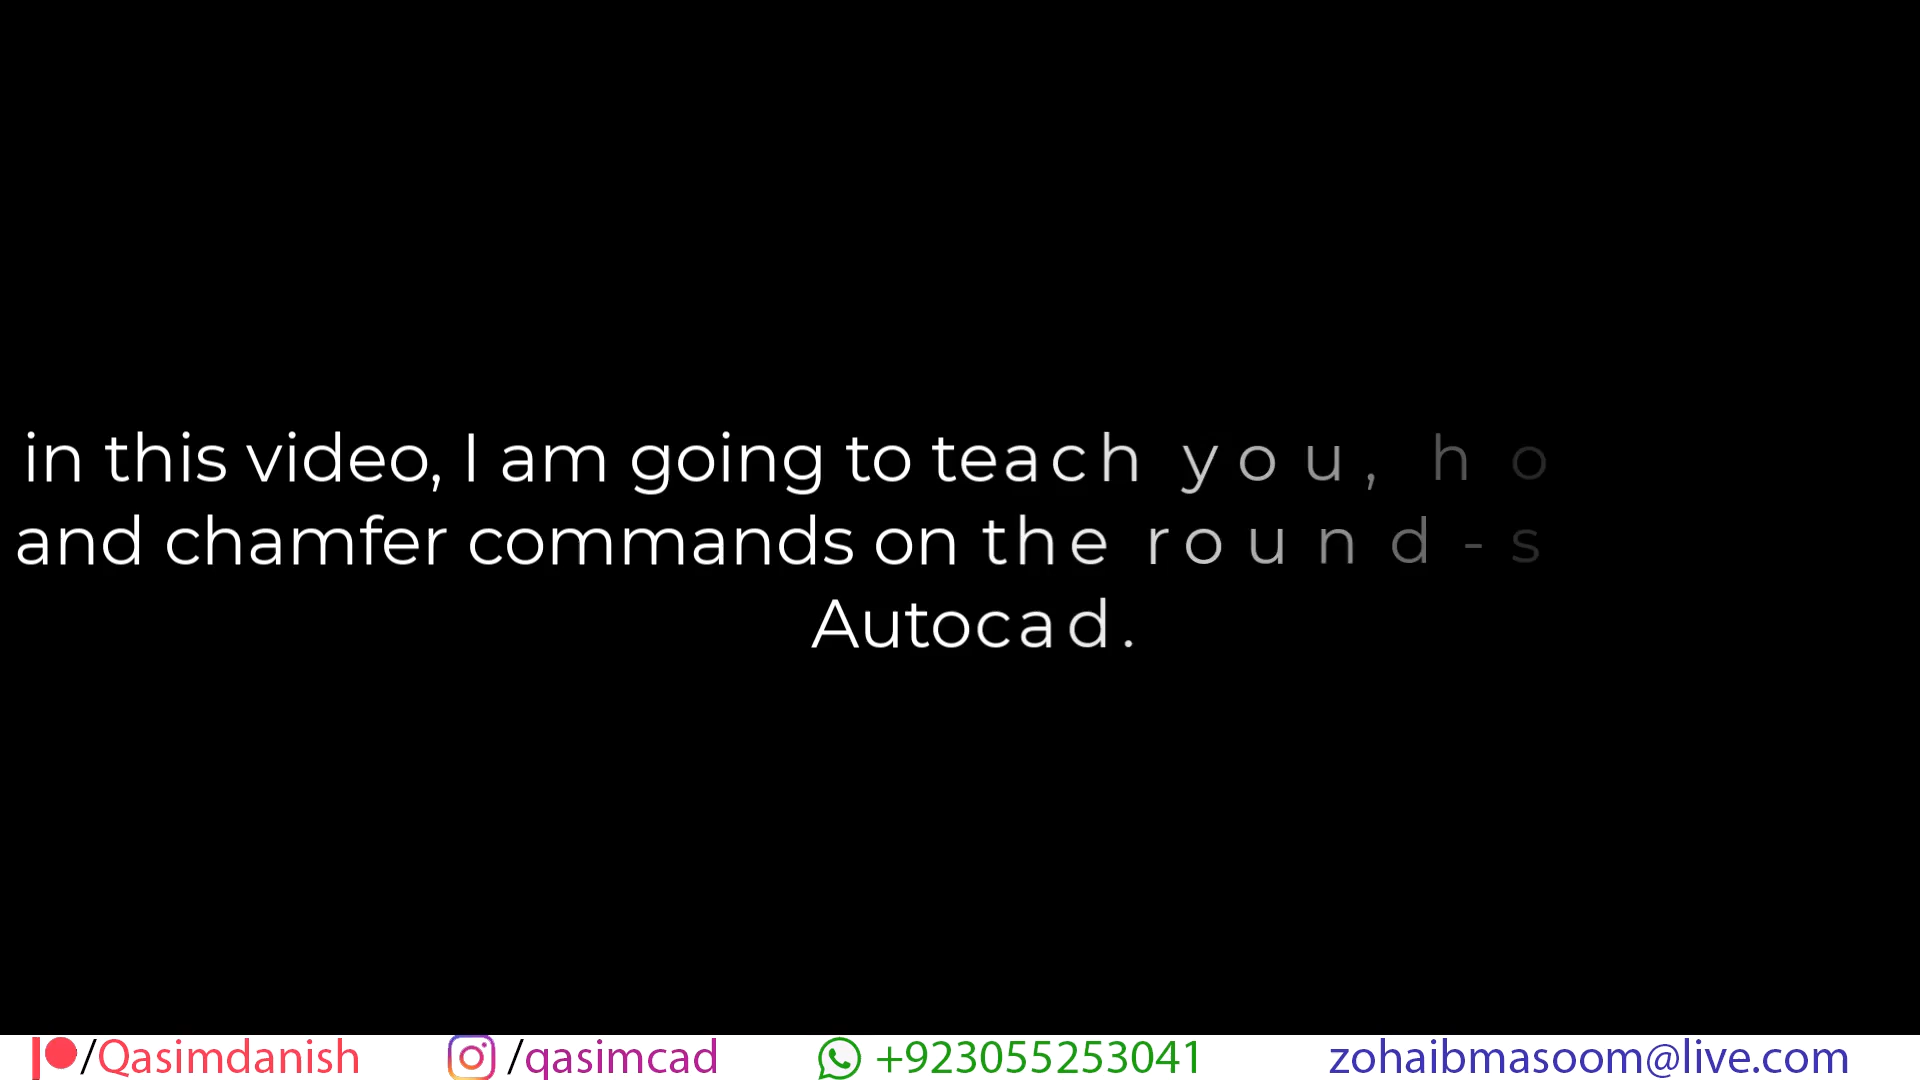 in this video, I am going to teach you, ho
and chamfer commands on the round-s
Autocad.
/Qasimdanish /qasimcad +923055253041 zohaibmasoom@live.com